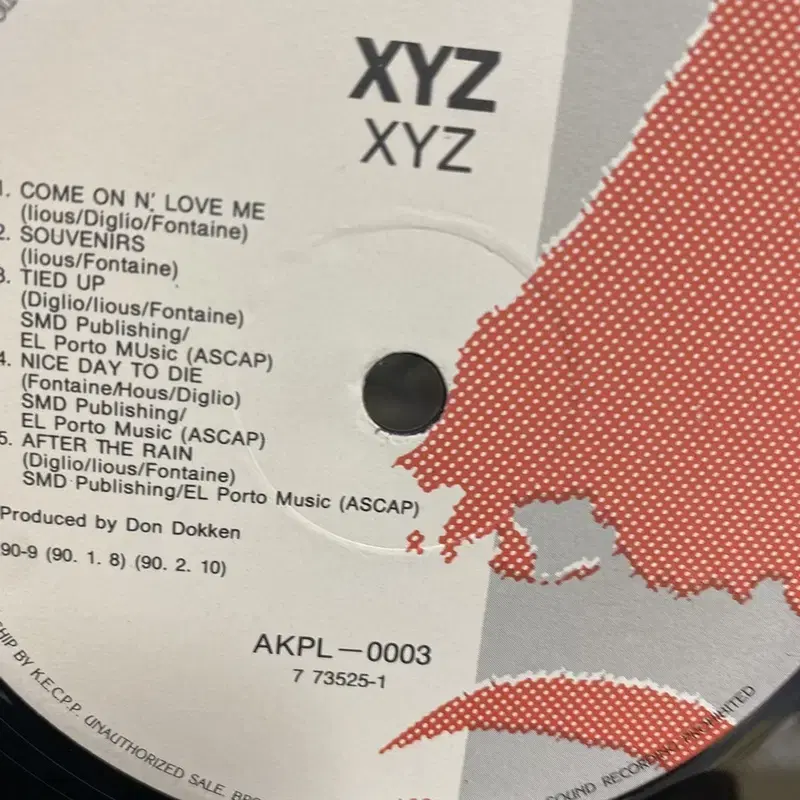 XYZ
XYZ
1. COME ON N', LOVE ME
(Iious/Diglio/Fontaine)
2. SOUVENIRS
(Iious/Fontaine)
3. TIED UP
(Diglio/Iious/Fontaine)
SMD Publishing/
EL Porto MUsic (ASCAP)
4. NICE DAY TO DIE
(Fontaine/Hous/Diglio)
SMD Publishing/
EL Porto Music (ASCAP)
5. AFTER THE RAIN
(Diglio/Iious/Fontaine)
SMD Publishing/EL Porto Music (ASCAP)
Produced by Don Dokken
90-9 (90. 1. 8) (90. 2. 10)
AKPL—0003
7 73525-1
BY K.E.C.P.P. UNAUTHORIZED SALE,
SOUND RECORDING PROHIBITED